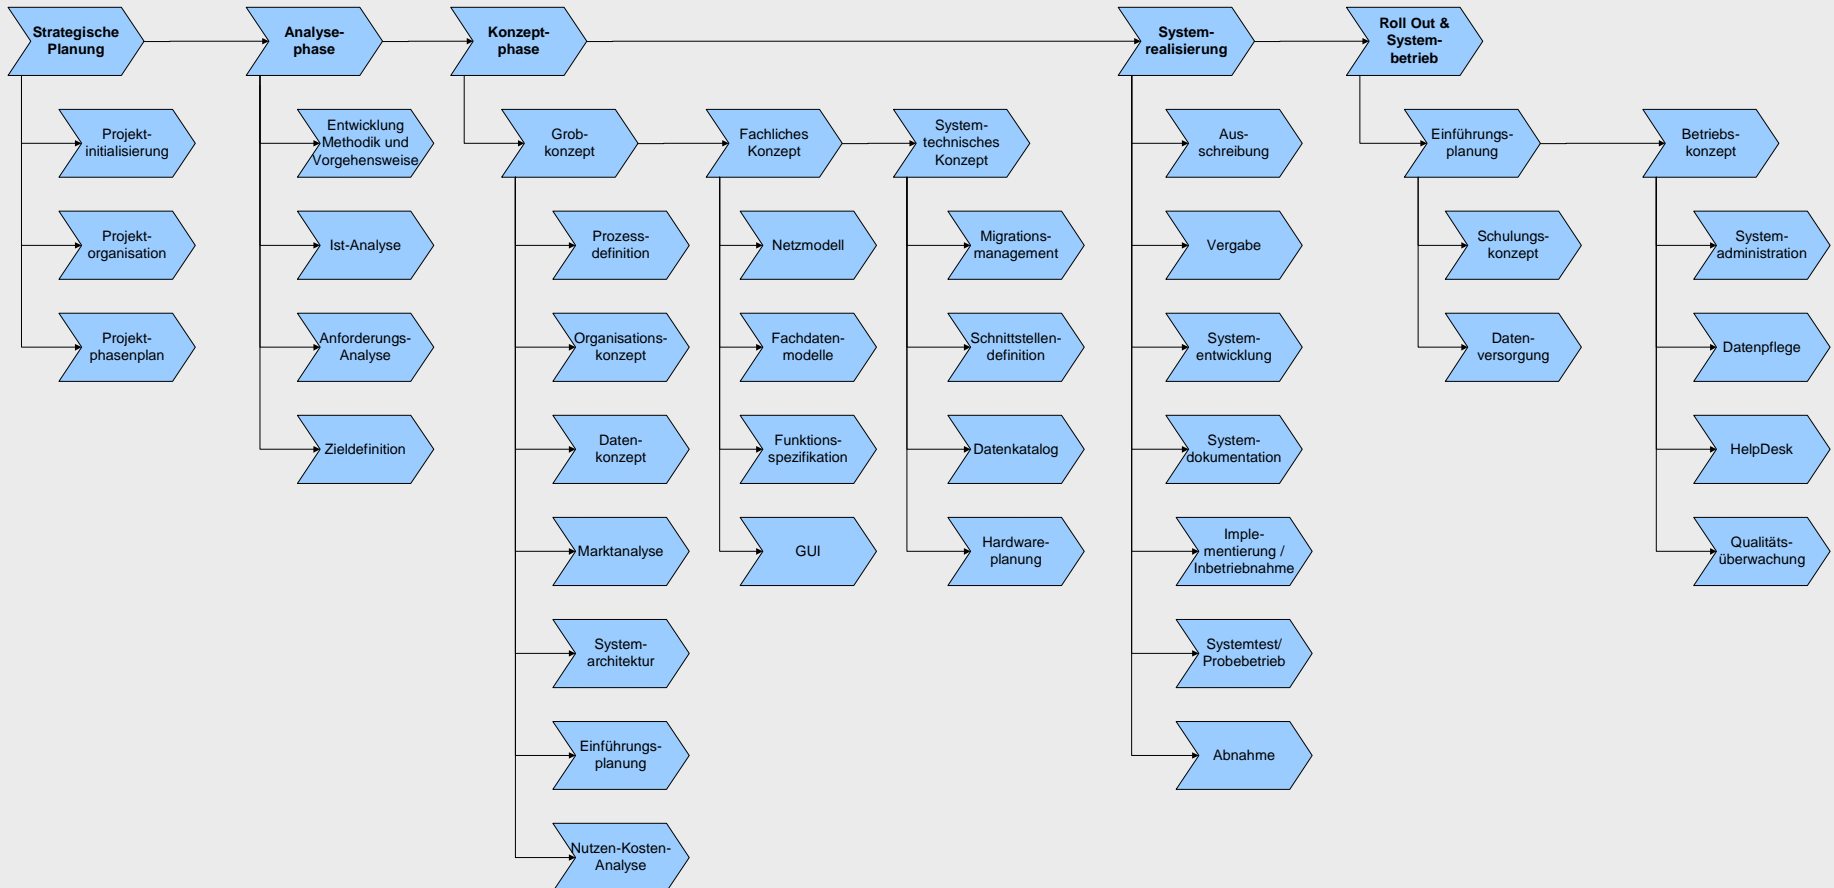 Strategische
Planung
Analyse-
phase
Konzept-
phase
System-
realisierung
Roll Out &
System-
betrieb
Projekt-
initialisierung
Entwicklung
Methodik und
Vorgehensweise
Grob-
konzept
Fachliches
Konzept
System-
technisches
Konzept
Aus-
schreibung
Einführungs-
planung
Betriebs-
konzept
Projekt-
organisation
Ist-Analyse
Prozess-
definition
Netzmodell
Migrations-
management
Vergabe
Schulungs-
konzept
System-
administration
Projekt-
phasenplan
Anforderungs-
Analyse
Organisations-
konzept
Fachdaten-
modelle
Schnittstellen-
definition
System-
entwicklung
Daten-
versorgung
Datenpflege
Zieldefinition
Daten-
konzept
Funktions-
spezifikation
Datenkatalog
System-
dokumentation
HelpDesk
Marktanalyse
GUI
Hardware-
planung
Imple-
mentierung /
Inbetriebnahme
Qualitäts-
überwachung
System-
architektur
Systemtest/
Probebetrieb
Einführungs-
planung
Abnahme
Nutzen-Kosten-
Analyse